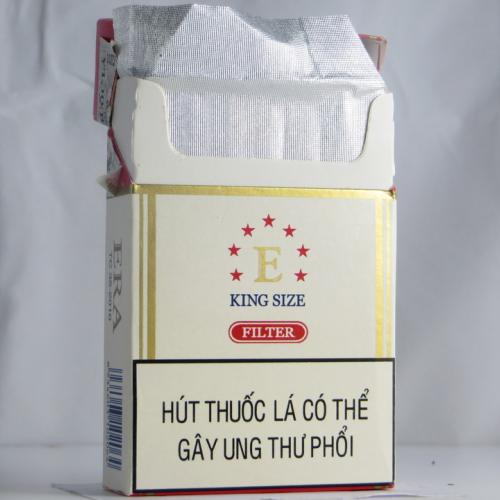 E
KING SIZE
FILTER
HÚT THUỐC LÁ CÓ THỂ
GÂY UNG THƯ PHỔI
ERA